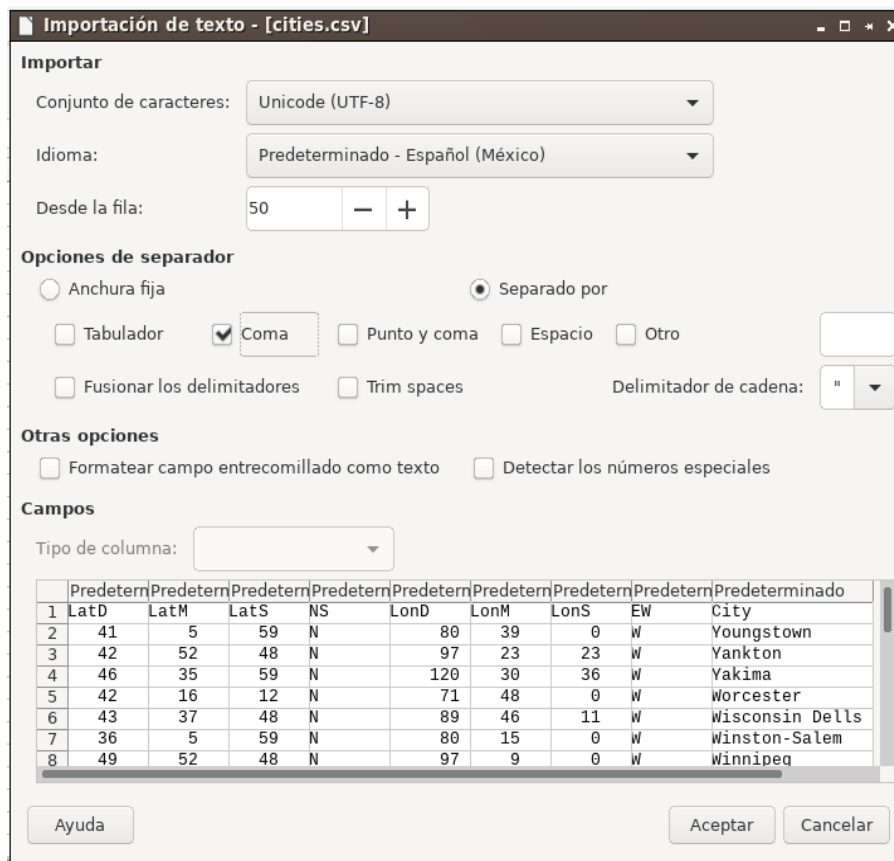 Importación de texto - [cities.csv]
Importar
Conjunto de caracteres: Unicode (UTF-8)
Idioma: Predeterminado - Español (México)
Desde la fila: 50
Opciones de separador
Anchura fija Separado por
Tabulador Coma Punto y coma Espacio Otro
Fusionar los delimitadores Trim spaces Delimitador de cadena: "
Otras opciones
Formatear campo entrecomillado como texto Detectar los números especiales
Campos
Tipo de columna:
Predetern Predetern Predetern Predetern Predetern Predetern Predetern Predetern Predeterminado
1 LatD LatM LatS NS LonD LonM LonS EW City
2 41 5 59 N 80 39 0 W Youngstown
3 42 52 48 N 97 23 23 W Yankton
4 46 35 59 N 120 30 36 W Yakima
5 42 16 12 N 71 48 0 W Worcester
6 43 37 48 N 89 46 11 W Wisconsin Dells
7 36 5 59 N 80 15 0 W Winston-Salem
8 49 52 48 N 97 9 0 W Winnipeg
Ayuda Aceptar Cancelar